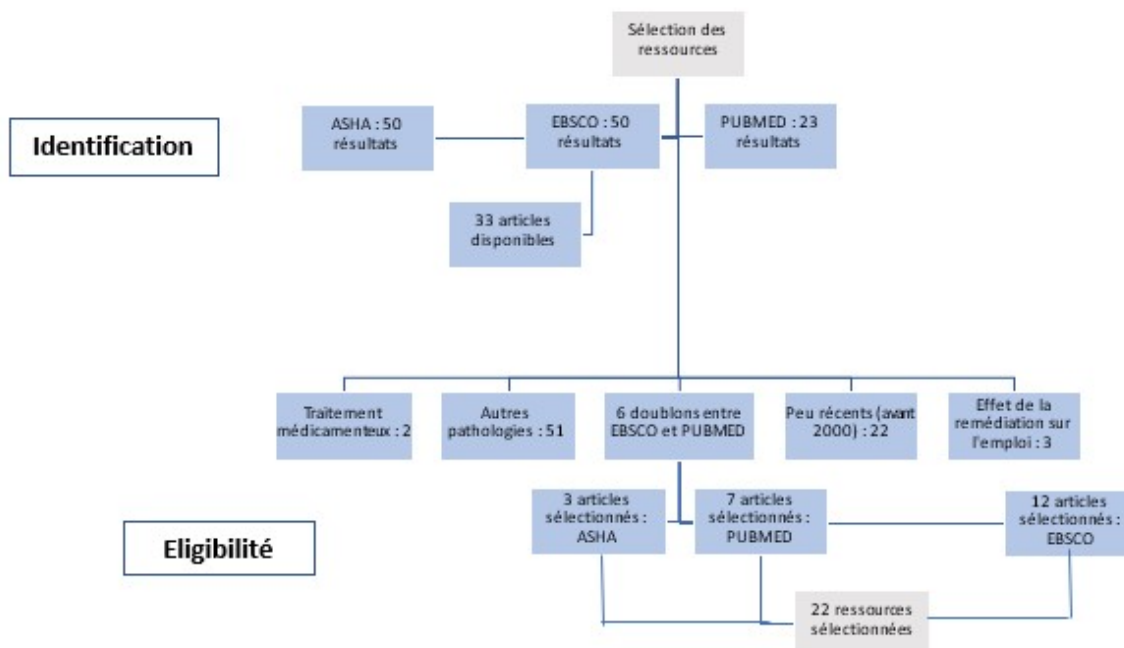 Sélection des
ressources
Identification
ASHA : 50
résultats
EBSCO : 50
résultats
PUBMED : 23
résultats
33 articles
disponibles
Traitement
médicamenteux : 2
Autres
pathologies : 51
6 doublons entre
EBSCO et PUBMED
Peu récents (avant
2000) : 22
Effet de la
remédiation sur
l'emploi : 3
Eligibilité
3 articles
sélectionnés :
ASHA
7 articles
sélectionnés :
PUBMED
12 articles
sélectionnés :
EBSCO
22 ressources
sélectionnées